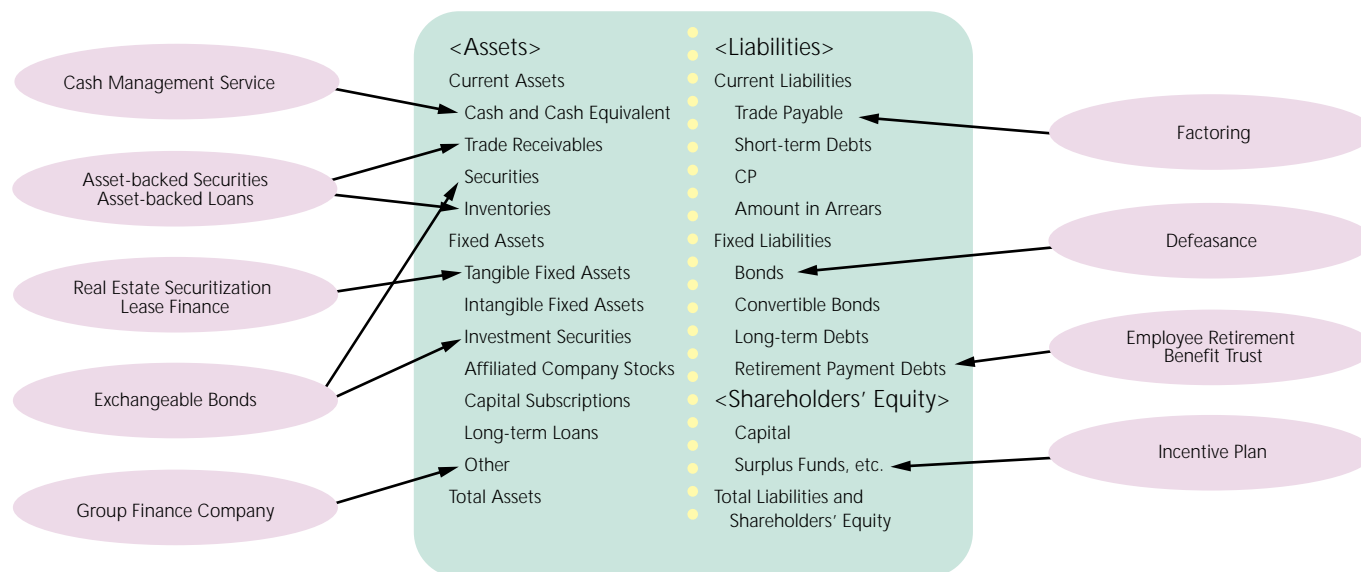 Cash Management Service
Asset-backed Securities
Asset-backed Loans
Real Estate Securitization
Lease Finance
Exchangeable Bonds
Group Finance Company
<Assets>
Current Assets
Cash and Cash Equivalent
Trade Receivables
Securities
Inventories
Fixed Assets
Tangible Fixed Assets
Intangible Fixed Assets
Investment Securities
Affiliated Company Stocks
Capital Subscriptions
Long-term Loans
Other
Total Assets
<Liabilities>
Current Liabilities
Trade Payable
Short-term Debts
CP
Amount in Arrears
Fixed Liabilities
Bonds
Convertible Bonds
Long-term Debts
Retirement Payment Debts
<Shareholders’ Equity>
Capital
Surplus Funds, etc.
Total Liabilities and
Shareholders’ Equity
Factoring
Defeasance
Employee Retirement
Benefit Trust
Incentive Plan